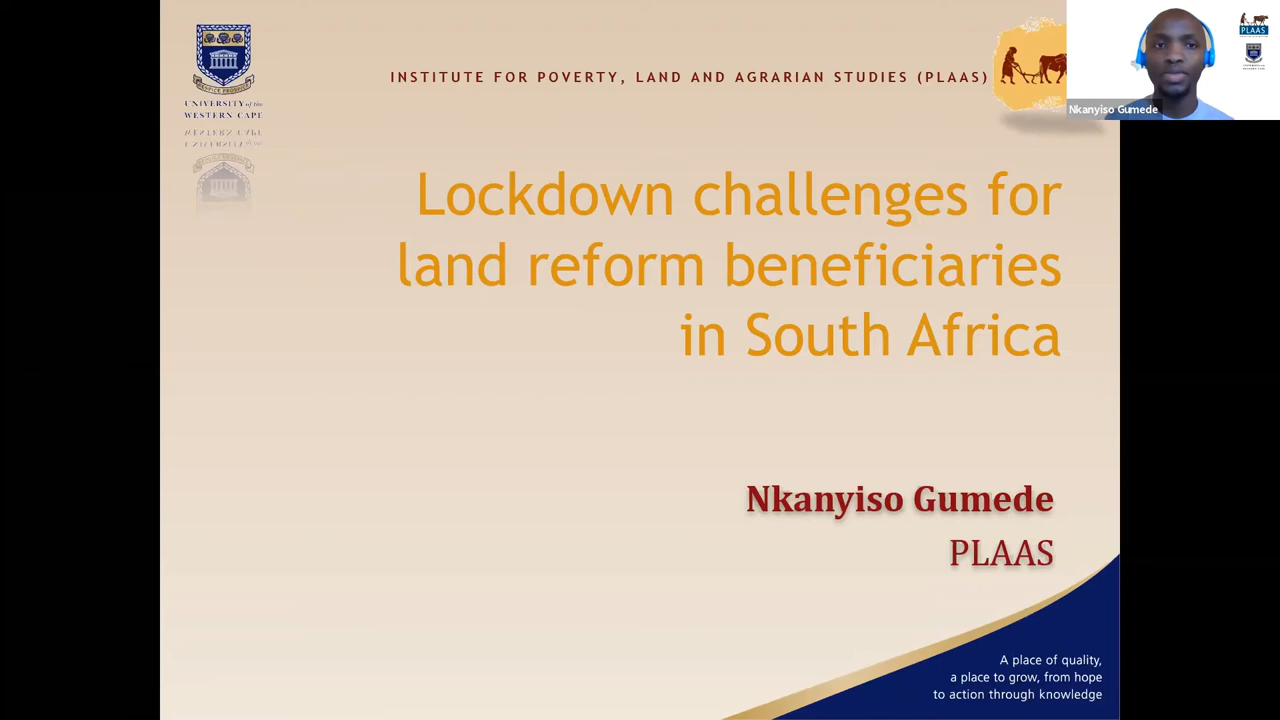 INSTITUTE FOR POVERTY, LAND AND AGRARIAN STUDIES (PLAAS)
UNIVERSITY of the
WESTERN CAPE
PLAAS
Nkanyiso Gumede
Lockdown challenges for
land reform beneficiaries
in South Africa
Nkanyiso Gumede
PLAAS
A place of quality,
a place to grow, from hope
to action through knowledge